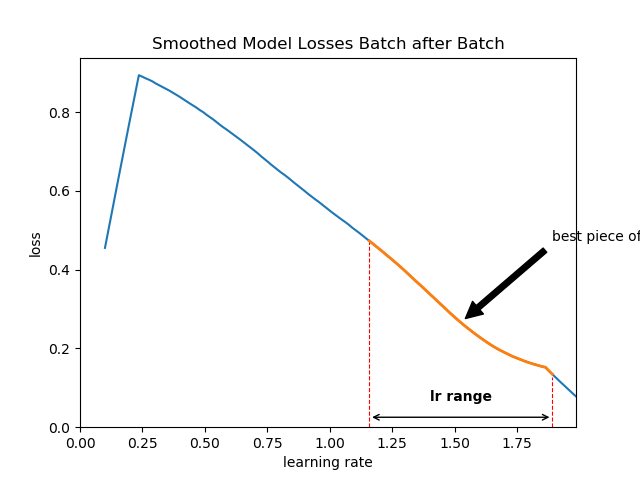 Smoothed Model Losses Batch after Batch
0.8
0.6
0.4
0.2
0.0
loss
best piece of
lr range
0.00 0.25 0.50 0.75 1.00 1.25 1.50 1.75
learning rate